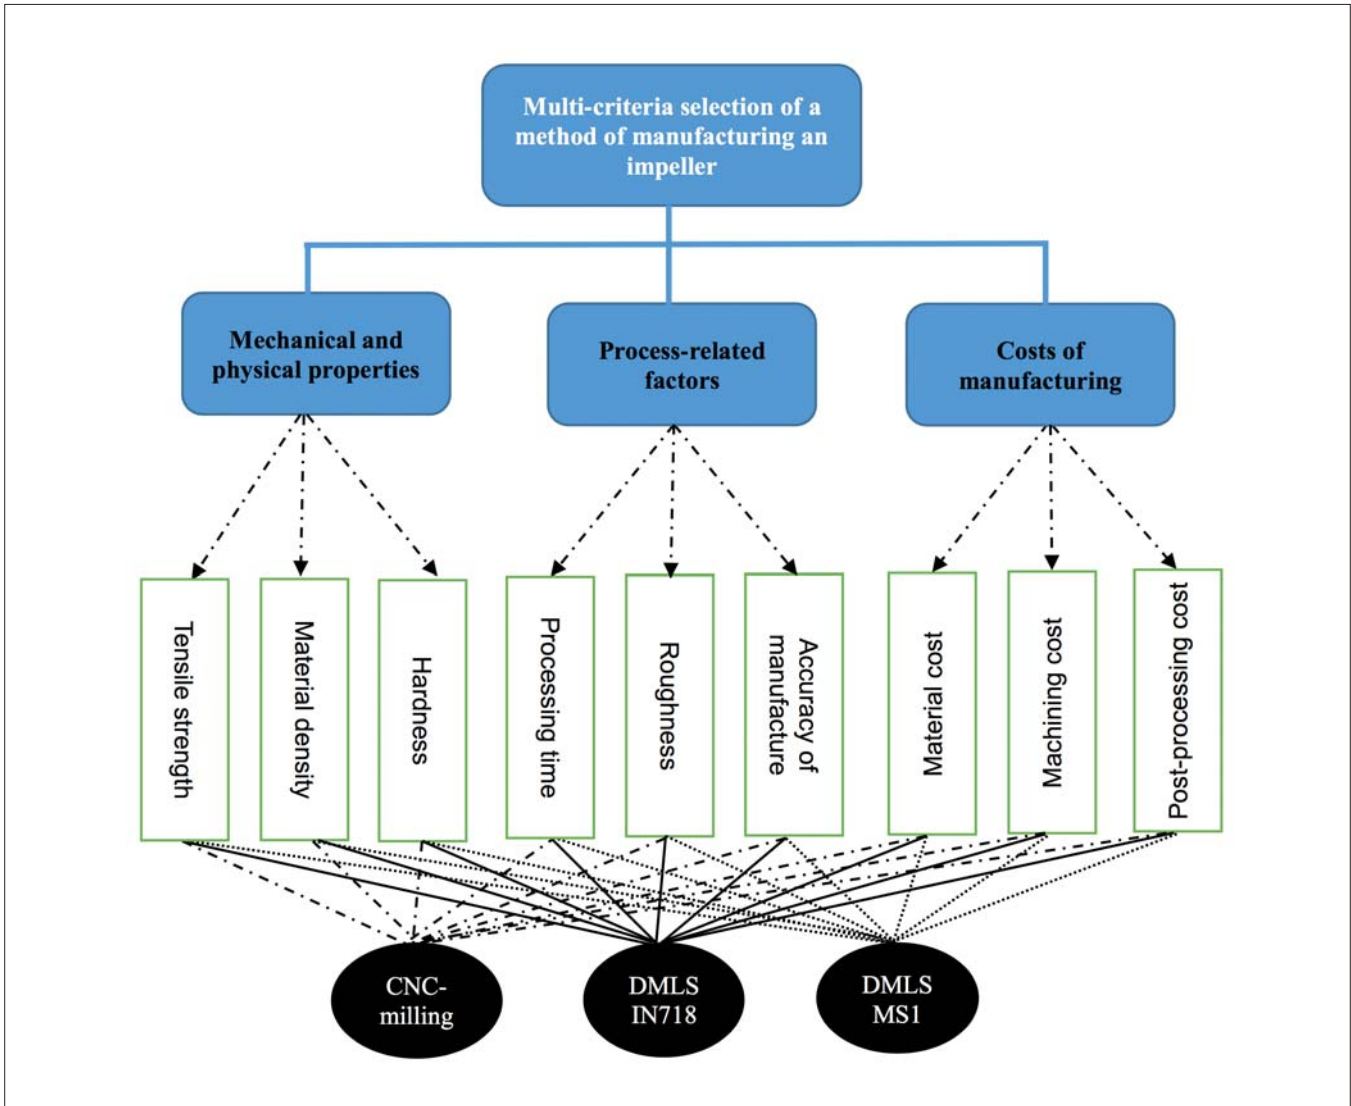 Multi-criteria selection of a
method of manufacturing an
impeller
Mechanical and
physical properties
Process-related
factors
Costs of
manufacturing
Tensile strength
Material density
Hardness
Processing time
Roughness
Accuracy of
manufacture
Material cost
Machining cost
Post-processing cost
CNC-
milling
DMLS
IN718
DMLS
MS1